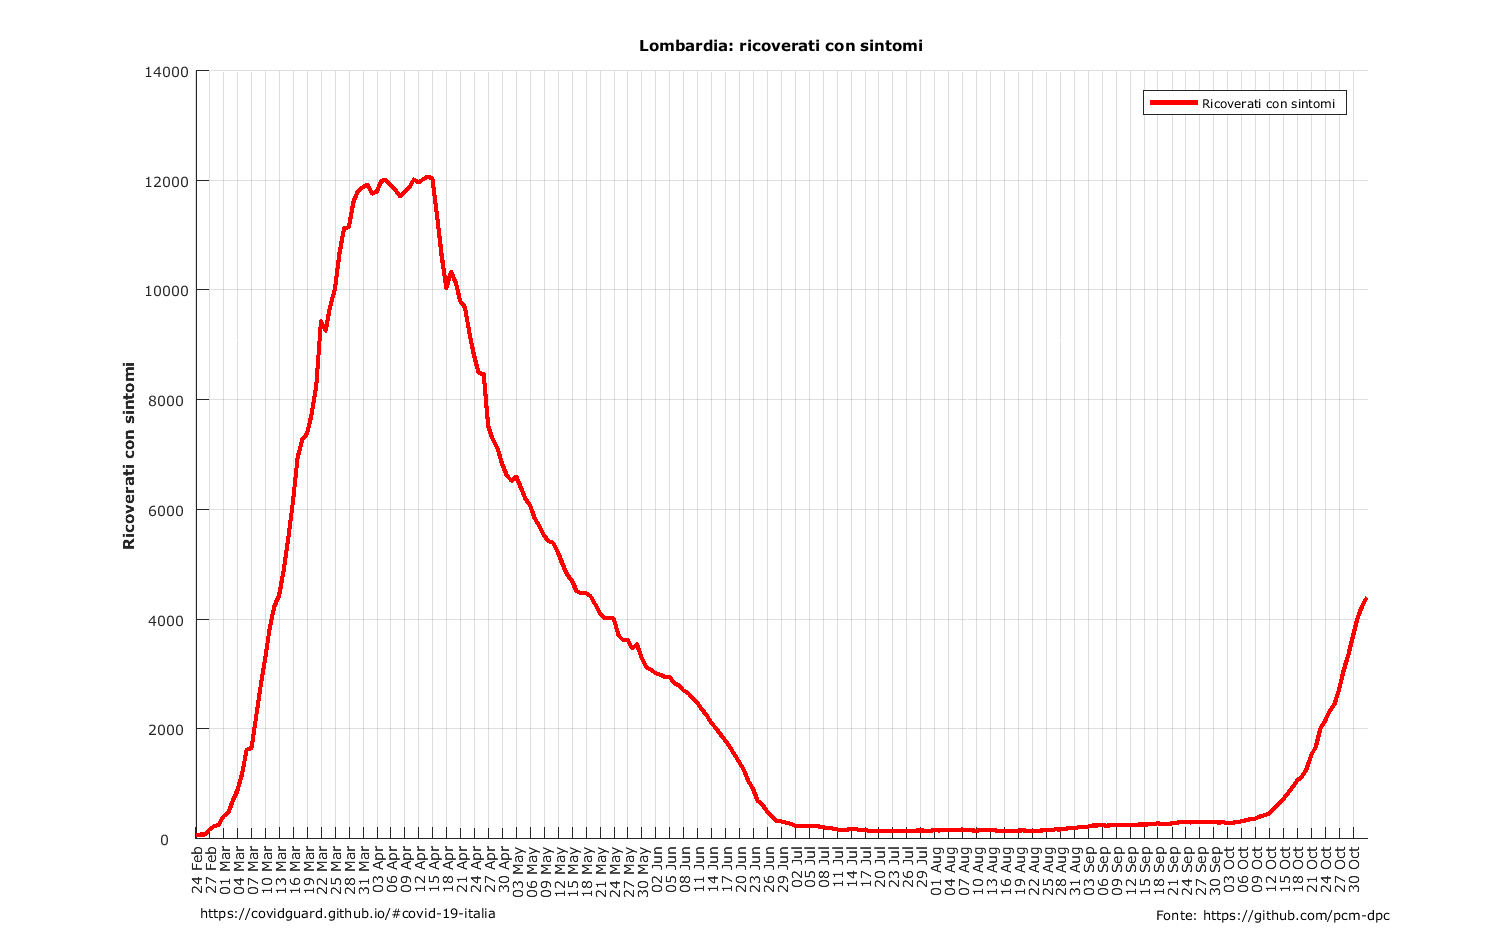 Lombardia: ricoverati con sintomi
14000
Ricoverati con sintomi
12000
10000
8000
6000
4000
2000
0
Ricoverati con sintomi
24 Feb
27 Feb
01 Mar
04 Mar
07 Mar
10 Mar
13 Mar
16 Mar
19 Mar
22 Mar
25 Mar
28 Mar
31 Mar
03 Apr
06 Apr
09 Apr
12 Apr
15 Apr
18 Apr
21 Apr
24 Apr
27 Apr
30 Apr
03 May
06 May
09 May
12 May
15 May
18 May
21 May
24 May
27 May
30 May
02 Jun
05 Jun
08 Jun
11 Jun
14 Jun
17 Jun
20 Jun
23 Jun
26 Jun
29 Jun
02 Jul
05 Jul
08 Jul
11 Jul
14 Jul
17 Jul
20 Jul
23 Jul
26 Jul
29 Jul
01 Aug
04 Aug
07 Aug
10 Aug
13 Aug
16 Aug
19 Aug
22 Aug
25 Aug
28 Aug
31 Aug
03 Sep
06 Sep
09 Sep
12 Sep
15 Sep
18 Sep
21 Sep
24 Sep
27 Sep
30 Sep
03 Oct
06 Oct
09 Oct
12 Oct
15 Oct
18 Oct
21 Oct
24 Oct
27 Oct
30 Oct
https://covidguard.github.io/#covid-19-italia
Fonte: https://github.com/pcm-dpc